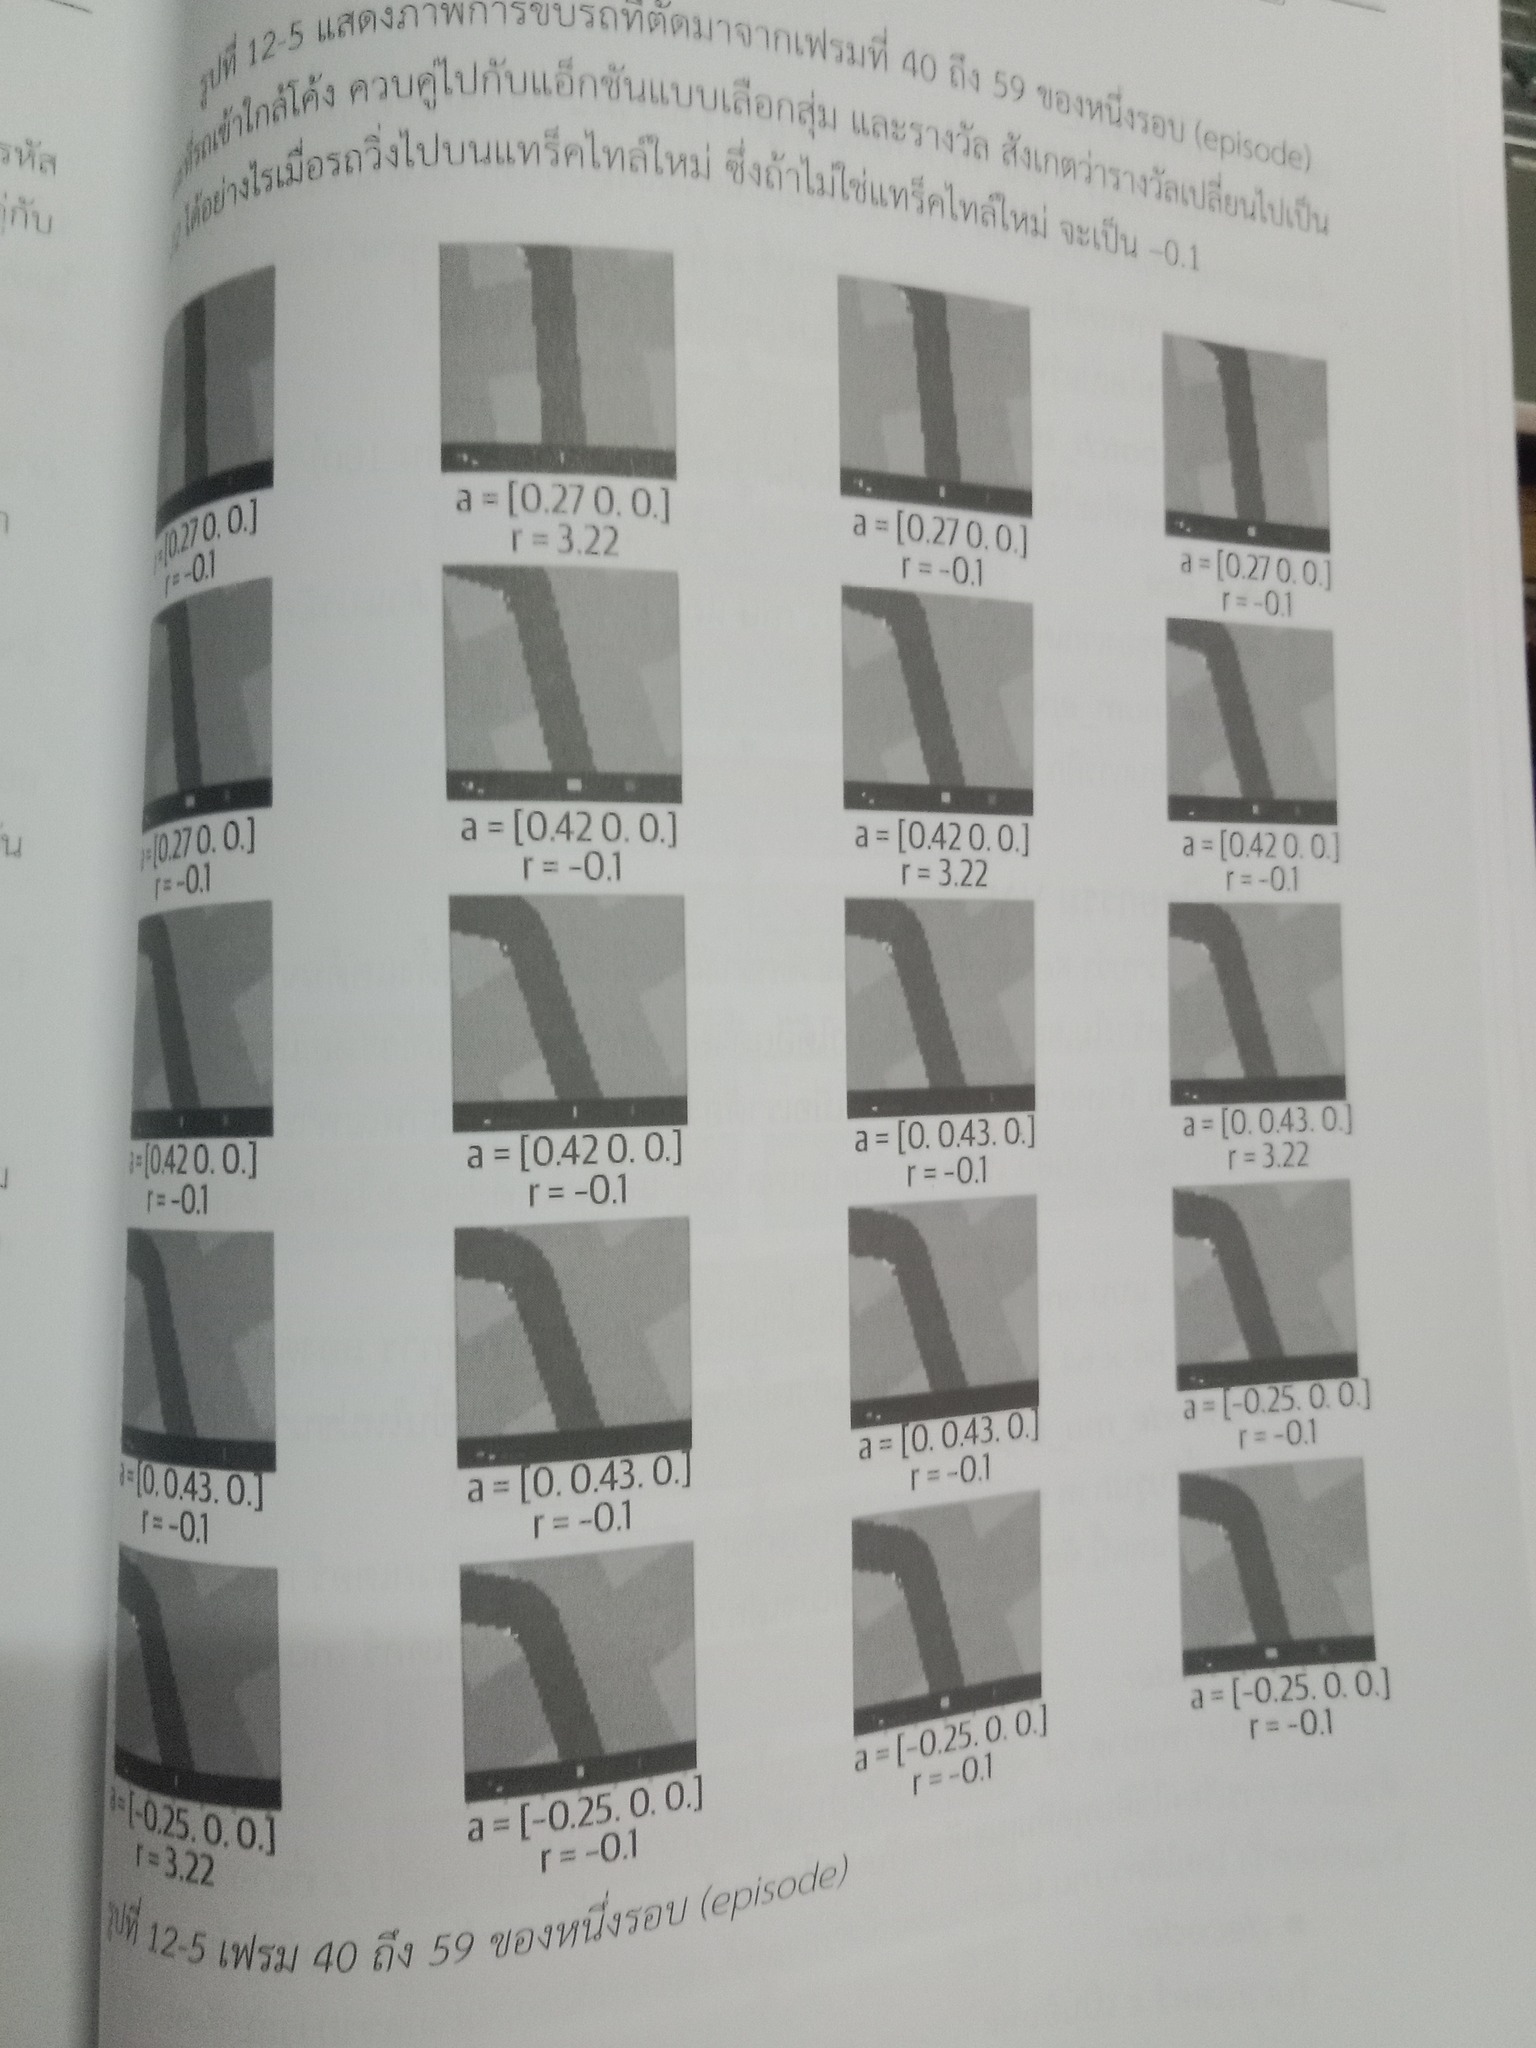 รูปที่ 12-5 แสดงภาพการขับรถที่ตัดมาจากเฟรมที่ 40 ถึง 59 ของหนึ่งรอบ (episode)
ที่รถเข้าใกล้โค้ง ควบคู่ไปกับแอ็กชันแบบเลือกสุ่ม และรางวัล สังเกตว่ารางวัลเปลี่ยนไปเป็น
ได้อย่างไรเมื่อรถวิ่งไปบนแทร็คไทล์ใหม่ ซึ่งถ้าไม่ใช่แทร็คไทล์ใหม่ จะเป็น -0.1
=[0.27 0. 0.] a = [0.27 0. 0.] a = [0.27 0. 0.] a = [0.27 0. 0.]
r = -0.1 r = 3.22 r = -0.1 r = -0.1
=[0.27 0. 0.] a = [0.42 0. 0.] a = [0.42 0. 0.] a = [0.42 0. 0.]
r = -0.1 r = -0.1 r = 3.22 r = -0.1
a = [0.42 0. 0.] a = [0.42 0. 0.] a = [0. 0.43. 0.] a = [0. 0.43. 0.]
r = -0.1 r = -0.1 r = -0.1 r = 3.22
a = [0. 0.43. 0.] a = [0. 0.43. 0.] a = [0. 0.43. 0.] a = [-0.25. 0. 0.]
r = -0.1 r = -0.1 r = -0.1 r = -0.1
a = [-0.25. 0. 0.] a = [-0.25. 0. 0.] a = [-0.25. 0. 0.] a = [-0.25. 0. 0.]
r = 3.22 r = -0.1 r = -0.1 r = -0.1
รูปที่ 12-5 เฟรม 40 ถึง 59 ของหนึ่งรอบ (episode)